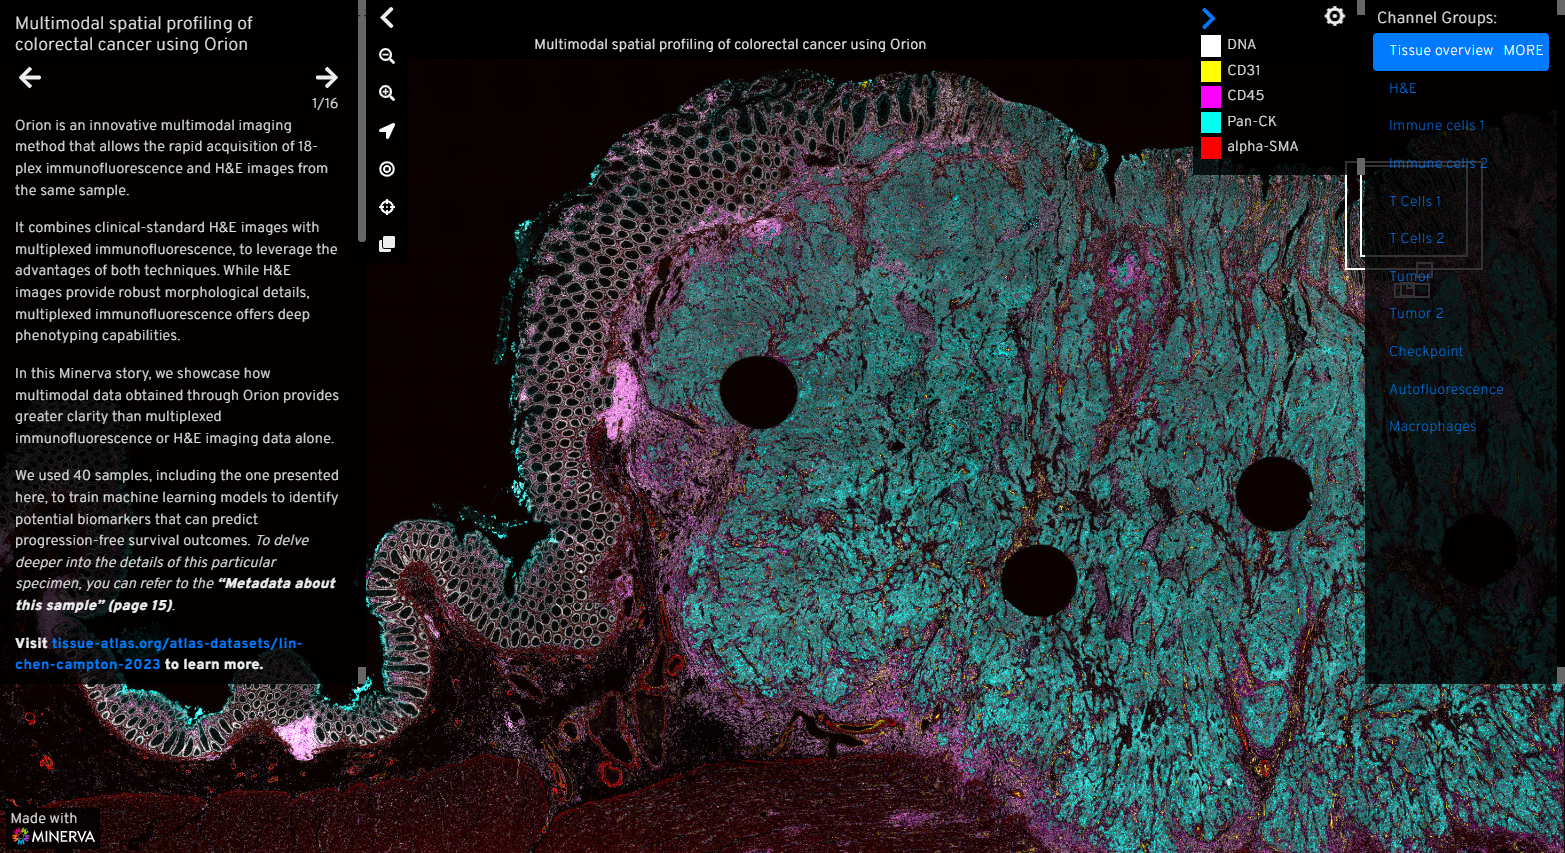 Multimodal spatial profiling of
colorectal cancer using Orion
1/16
Orion is an innovative multimodal imaging
method that allows the rapid acquisition of 18-
plex immunofluorescence and H&E images from
the same sample.
It combines clinical-standard H&E images with
multiplexed immunofluorescence, to leverage the
advantages of both techniques. While H&E
images provide robust morphological details,
multiplexed immunofluorescence offers deep
phenotyping capabilities.
In this Minerva story, we showcase how
multimodal data obtained through Orion provides
greater clarity than multiplexed
immunofluorescence or H&E imaging data alone.
We used 40 samples, including the one presented
here, to train machine learning models to identify
potential biomarkers that can predict
progression-free survival outcomes. To delve
deeper into the details of this particular
specimen, you can refer to the “Metadata about
this sample” (page 15).
Visit tissue-atlas.org/atlas-datasets/lin-
chen-campton-2023 to learn more.
Made with
MINERVA
Multimodal spatial profiling of colorectal cancer using Orion
DNA
CD31
CD45
Pan-CK
alpha-SMA
Channel Groups:
Tissue overview MORE
H&E
Immune cells 1
Immune cells 2
T Cells 1
T Cells 2
Tumor
Tumor 2
Checkpoint
Autofluorescence
Macrophages